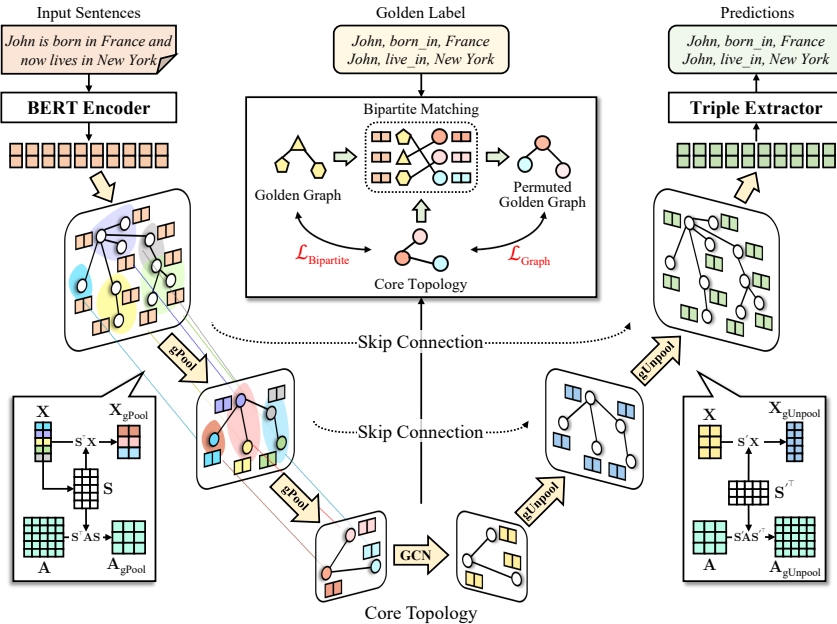 Input Sentences
John is born in France and
now lives in New York
BERT Encoder
Golden Label
John, born_in, France
John, live_in, New York
Bipartite Matching
Golden Graph
Permuted
Golden Graph
ℒBipartite
ℒGraph
Core Topology
Predictions
John, born_in, France
John, live_in, New York
Triple Extractor
Skip Connection
Skip Connection
gPool
gPool
GCN
gUnpool
gUnpool
Core Topology
X
XgPool
S⊤X
S
S⊤AS
A
AgPool
X
XgUnpool
S′X
S′⊤
S′AS′⊤
A
AgUnpool